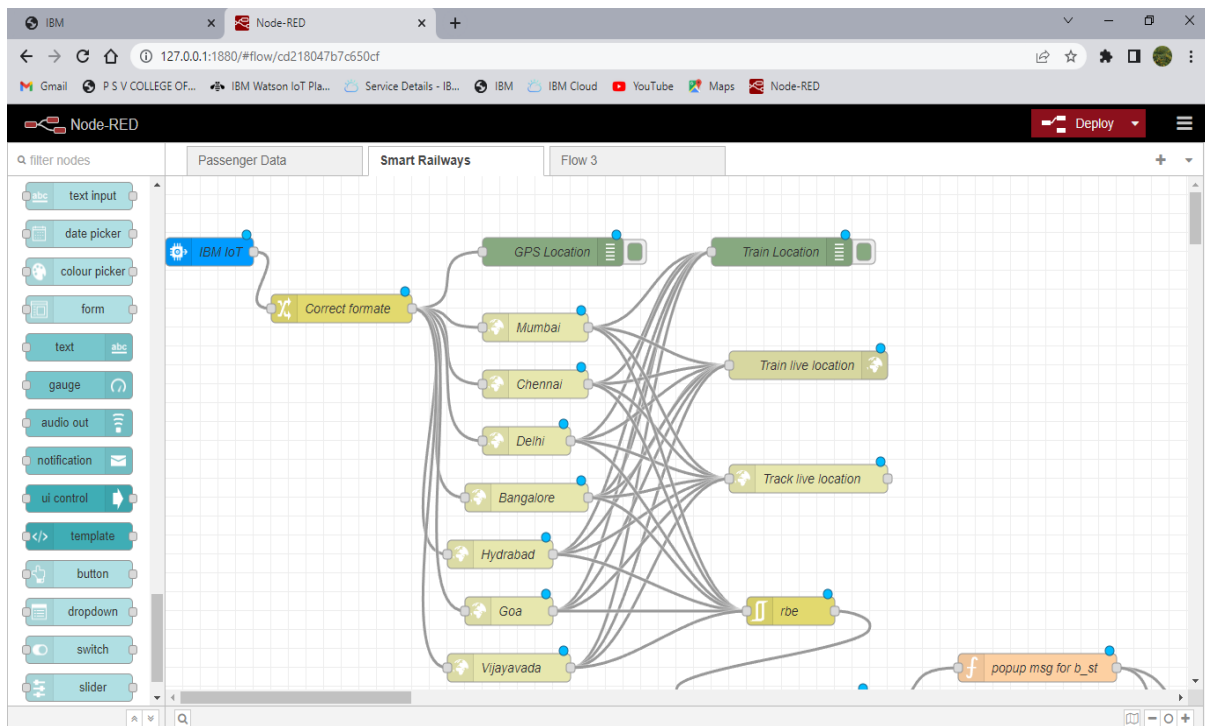 IBM
Node-RED
127.0.0.1:1880/#flow/cd218047b7c650cf
Gmail P S V COLLEGE OF... IBM Watson IoT Pla... Service Details - IB... IBM IBM Cloud YouTube Maps Node-RED
Node-RED
Deploy
filter nodes
Passenger Data
Smart Railways
Flow 3
abc text input
date picker
colour picker
form
text abc
gauge
audio out
notification
ui control
</> template
button
dropdown
switch
slider
IBM IoT
Correct formate
GPS Location
Mumbai
Chennai
Delhi
Bangalore
Hydrabad
Goa
Vijayavada
Train Location
Train live location
Track live location
rbe
f popup msg for b_st